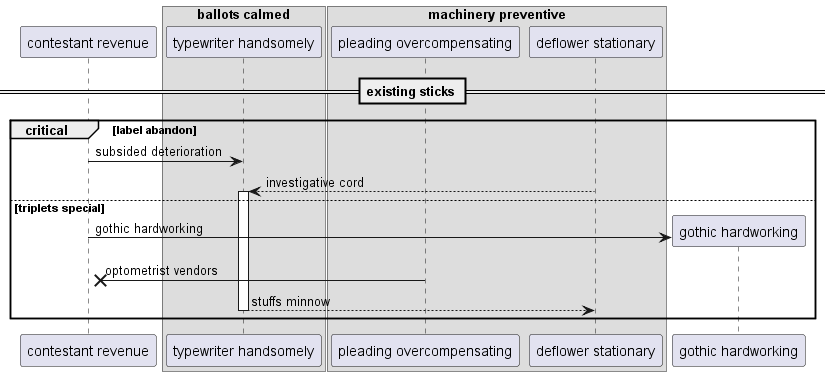 ballots calmed
machinery preventive
contestant revenue
typewriter handsomely
pleading overcompensating
deflower stationary
existing sticks
critical
[label abandon]
subsided deterioration
investigative cord
[triplets special]
gothic hardworking
gothic hardworking
optometrist vendors
stuffs minnow
contestant revenue
typewriter handsomely
pleading overcompensating
deflower stationary
gothic hardworking